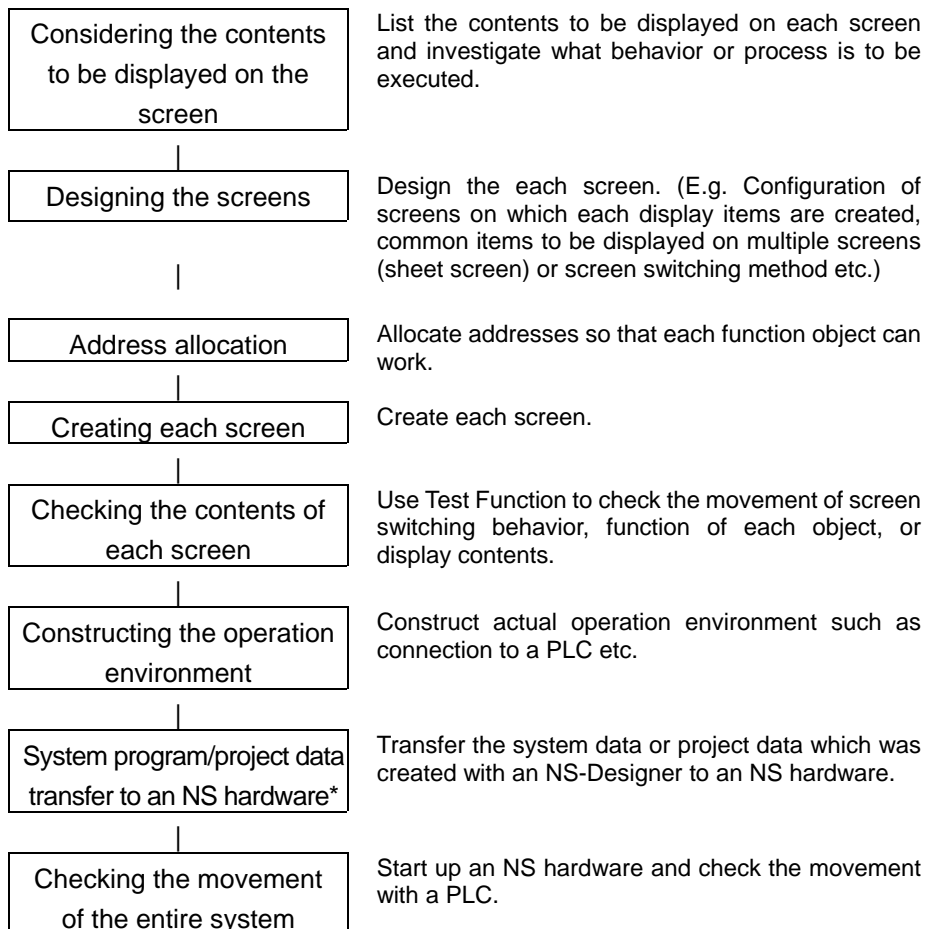 Considering the contents
to be displayed on the
screen
List the contents to be displayed on each screen
and investigate what behavior or process is to be
executed.
Designing the screens
Design the each screen. (E.g. Configuration of
screens on which each display items are created,
common items to be displayed on multiple screens
(sheet screen) or screen switching method etc.)
Address allocation
Allocate addresses so that each function object can
work.
Creating each screen
Create each screen.
Checking the contents of
each screen
Use Test Function to check the movement of screen
switching behavior, function of each object, or
display contents.
Constructing the operation
environment
Construct actual operation environment such as
connection to a PLC etc.
System program/project data
transfer to an NS hardware*
Transfer the system data or project data which was
created with an NS-Designer to an NS hardware.
Checking the movement
of the entire system
Start up an NS hardware and check the movement
with a PLC.